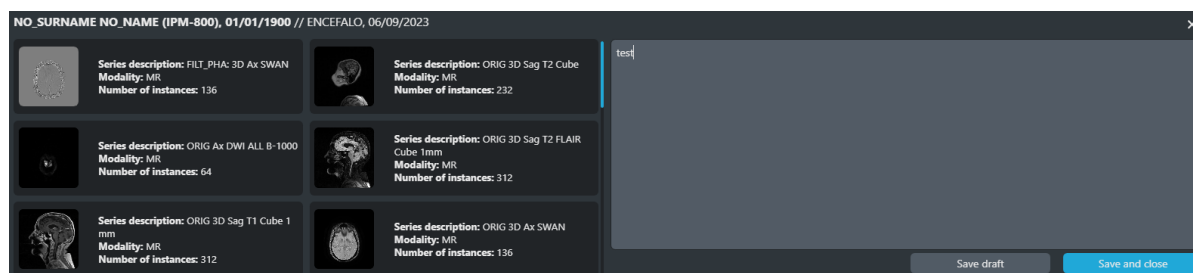 NO_SURNAME NO_NAME (IPM-800), 01/01/1900 // ENCEFALO, 06/09/2023
Series description: FILT_PHA: 3D Ax SWAN
Modality: MR
Number of instances: 136
Series description: ORIG 3D Sag T2 Cube
Modality: MR
Number of instances: 232
Series description: ORIG Ax DWI ALL B-1000
Modality: MR
Number of instances: 64
Series description: ORIG 3D Sag T2 FLAIR
Cube 1mm
Modality: MR
Number of instances: 312
Series description: ORIG 3D Sag T1 Cube 1
mm
Modality: MR
Number of instances: 312
Series description: ORIG 3D Ax SWAN
Modality: MR
Number of instances: 136
test
Save draft
Save and close